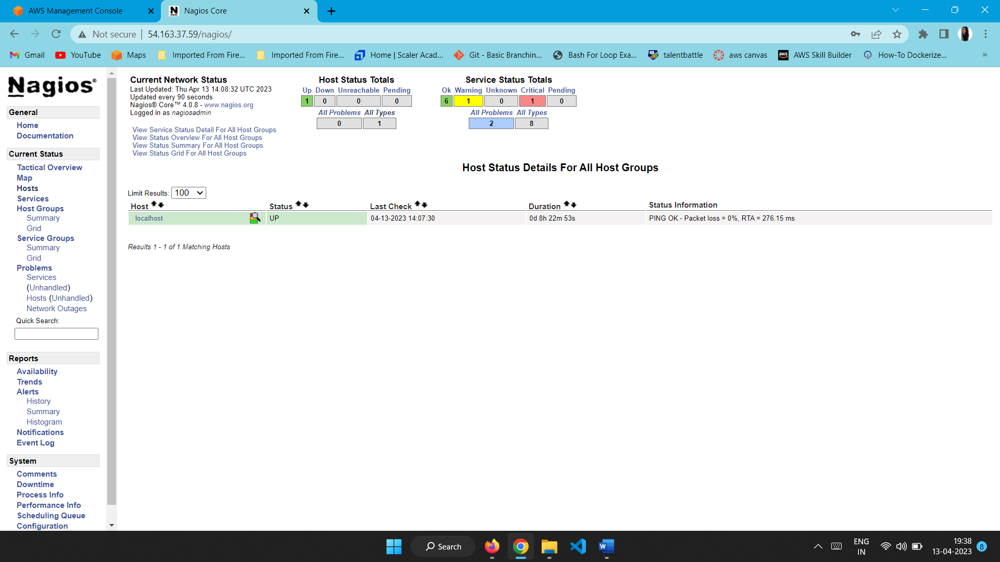 AWS Management Console
Nagios Core
Not secure | 54.163.37.59/nagios/
Gmail YouTube Maps Imported From Fire... Imported From Fire... Home | Scaler Acad... Git - Basic Branchin... Bash For Loop Exa... talentbattle aws canvas AWS Skill Builder How-To Dockerize... »
Nagios®
General
Home
Documentation
Current Status
Tactical Overview
Map
Hosts
Services
Host Groups
Summary
Grid
Service Groups
Summary
Grid
Problems
Services
(Unhandled)
Hosts (Unhandled)
Network Outages
Quick Search:
Reports
Availability
Trends
Alerts
History
Summary
Histogram
Notifications
Event Log
System
Comments
Downtime
Process Info
Performance Info
Scheduling Queue
Configuration
Current Network Status
Last Updated: Thu Apr 13 14:08:32 UTC 2023
Updated every 90 seconds
Nagios® Core™ 4.0.8 - www.nagios.org
Logged in as nagiosadmin
View Service Status Detail For All Host Groups
View Status Overview For All Host Groups
View Status Summary For All Host Groups
View Status Grid For All Host Groups
Host Status Totals
Up Down Unreachable Pending
1 0 0 0
All Problems All Types
0 1
Service Status Totals
Ok Warning Unknown Critical Pending
6 1 0 1 0
All Problems All Types
2 8
Host Status Details For All Host Groups
Limit Results: 100
Host Status Last Check Duration Status Information
localhost UP 04-13-2023 14:07:30 0d 8h 22m 53s PING OK - Packet loss = 0%, RTA = 276.15 ms
Results 1 - 1 of 1 Matching Hosts
Search
ENG
IN
19:38
13-04-2023
8